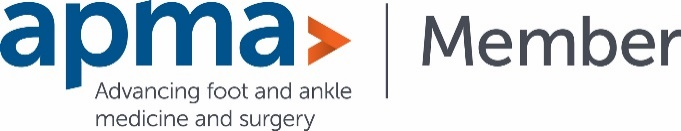 apma
Member
Advancing foot and ankle
medicine and surgery